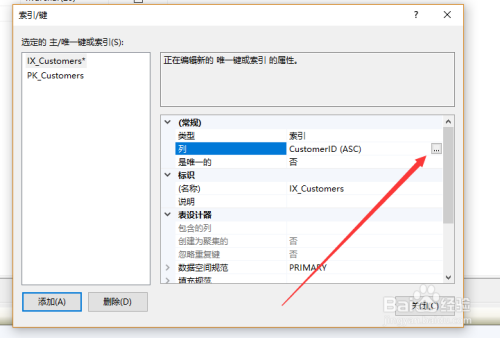 索引/键
选定的 主/唯一键或索引(S):
IX_Customers*
PK_Customers
正在编辑新的 唯一键或索引 的属性。
(常规)
类型 索引
列 CustomerID (ASC)
...
是唯一的 否
标识
(名称) IX_Customers
说明
表设计器
包含的列
创建为聚集的 否
忽略重复键 否
数据空间规范 PRIMARY
填充规范
添加(A)
删除(D)
关闭(C)
Baidu经验